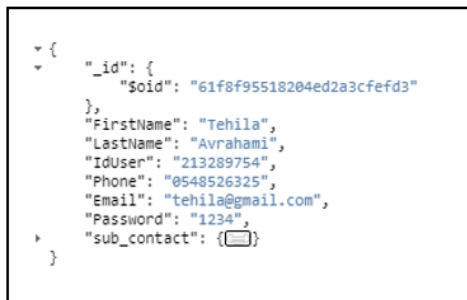 {
"_id": {
"$oid": "61f8f95518204ed2a3cfefd3"
},
"FirstName": "Tehila",
"LastName": "Avrahami",
"IdUser": "213289754",
"Phone": "0548526325",
"Email": "tehila@gmail.com",
"Password": "1234",
"sub_contact": {}
}